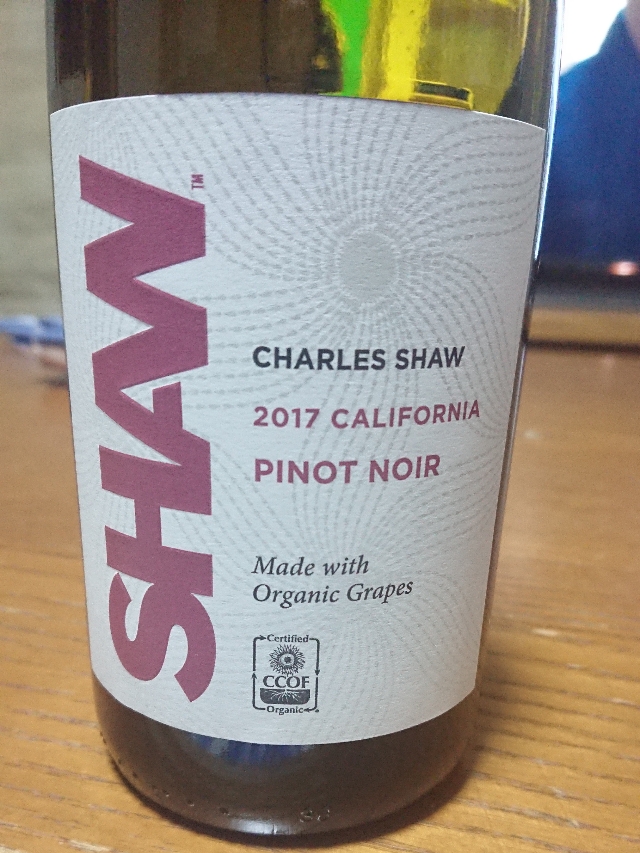 SHAW™
CHARLES SHAW
2017 CALIFORNIA
PINOT NOIR
Made with
Organic Grapes
Certified
CCOF
Organic